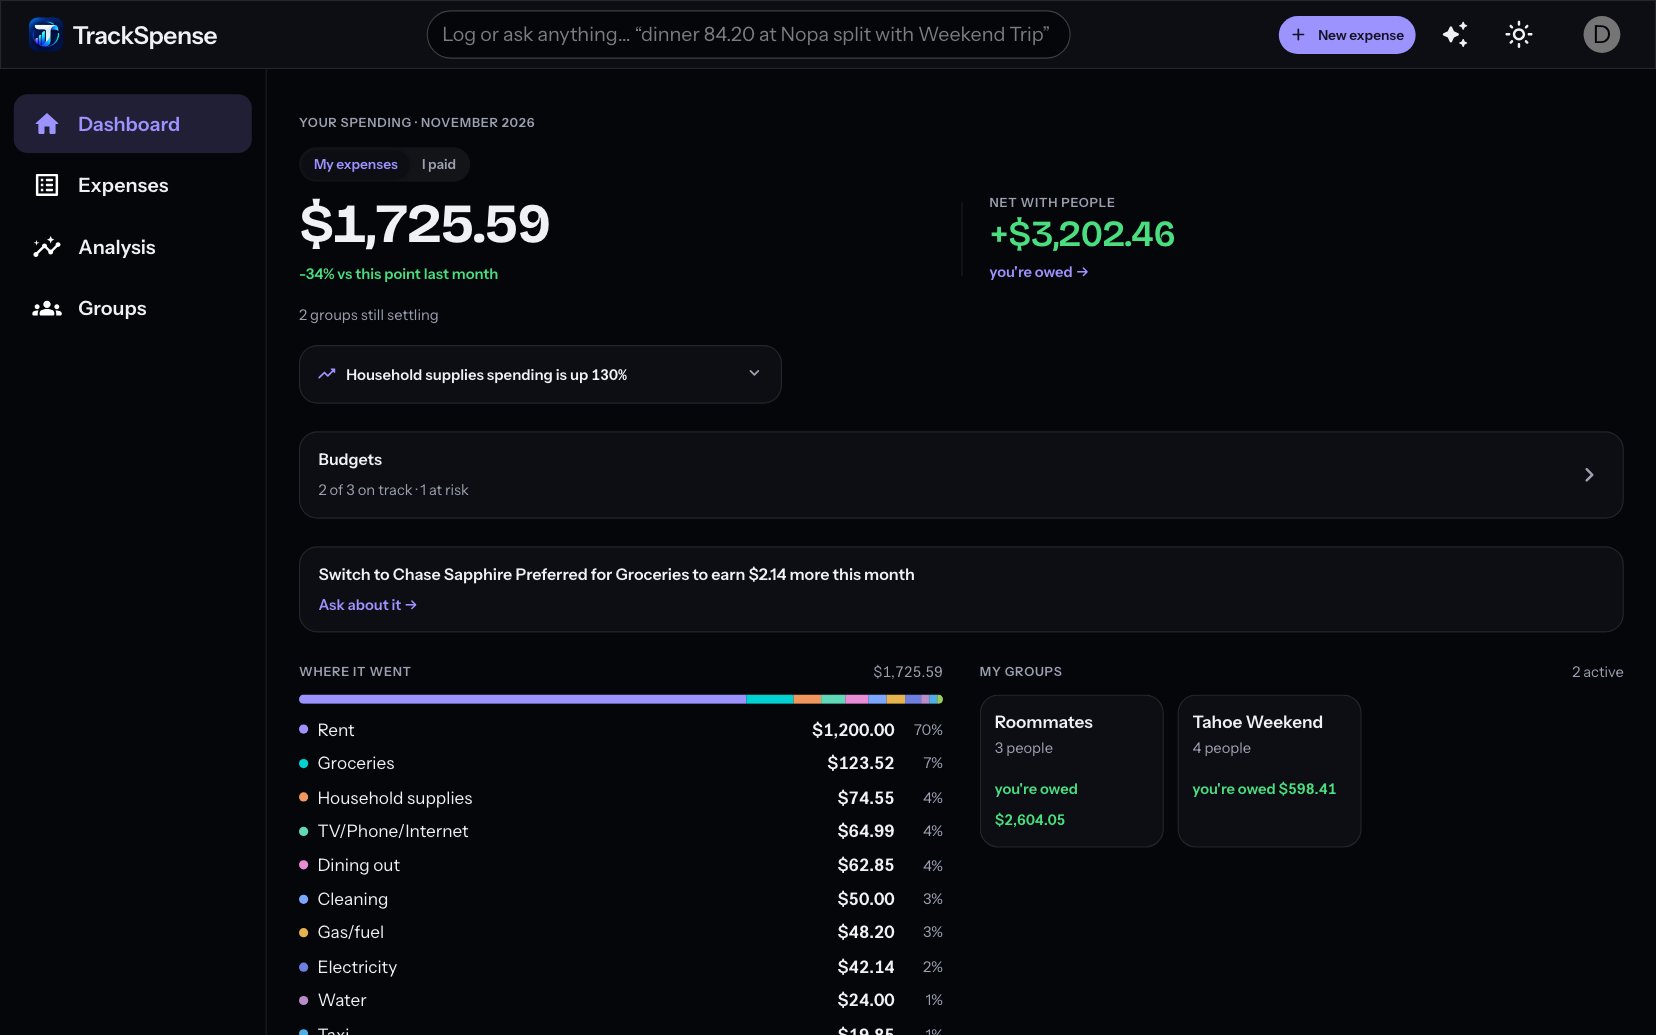 TrackSpense
Log or ask anything... “dinner 84.20 at Nopa split with Weekend Trip”
+ New expense
D
Dashboard
Expenses
Analysis
Groups
YOUR SPENDING · NOVEMBER 2026
My expenses
I paid
$1,725.59
-34% vs this point last month
2 groups still settling
NET WITH PEOPLE
+$3,202.46
you're owed →
Household supplies spending is up 130%
Budgets
2 of 3 on track · 1 at risk
Switch to Chase Sapphire Preferred for Groceries to earn $2.14 more this month
Ask about it →
WHERE IT WENT $1,725.59
Rent $1,200.00 70%
Groceries $123.52 7%
Household supplies $74.55 4%
TV/Phone/Internet $64.99 4%
Dining out $62.85 4%
Cleaning $50.00 3%
Gas/fuel $48.20 3%
Electricity $42.14 2%
Water $24.00 1%
Taxi $19.85 1%
MY GROUPS 2 active
Roommates
3 people
you're owed
$2,604.05
Tahoe Weekend
4 people
you're owed $598.41